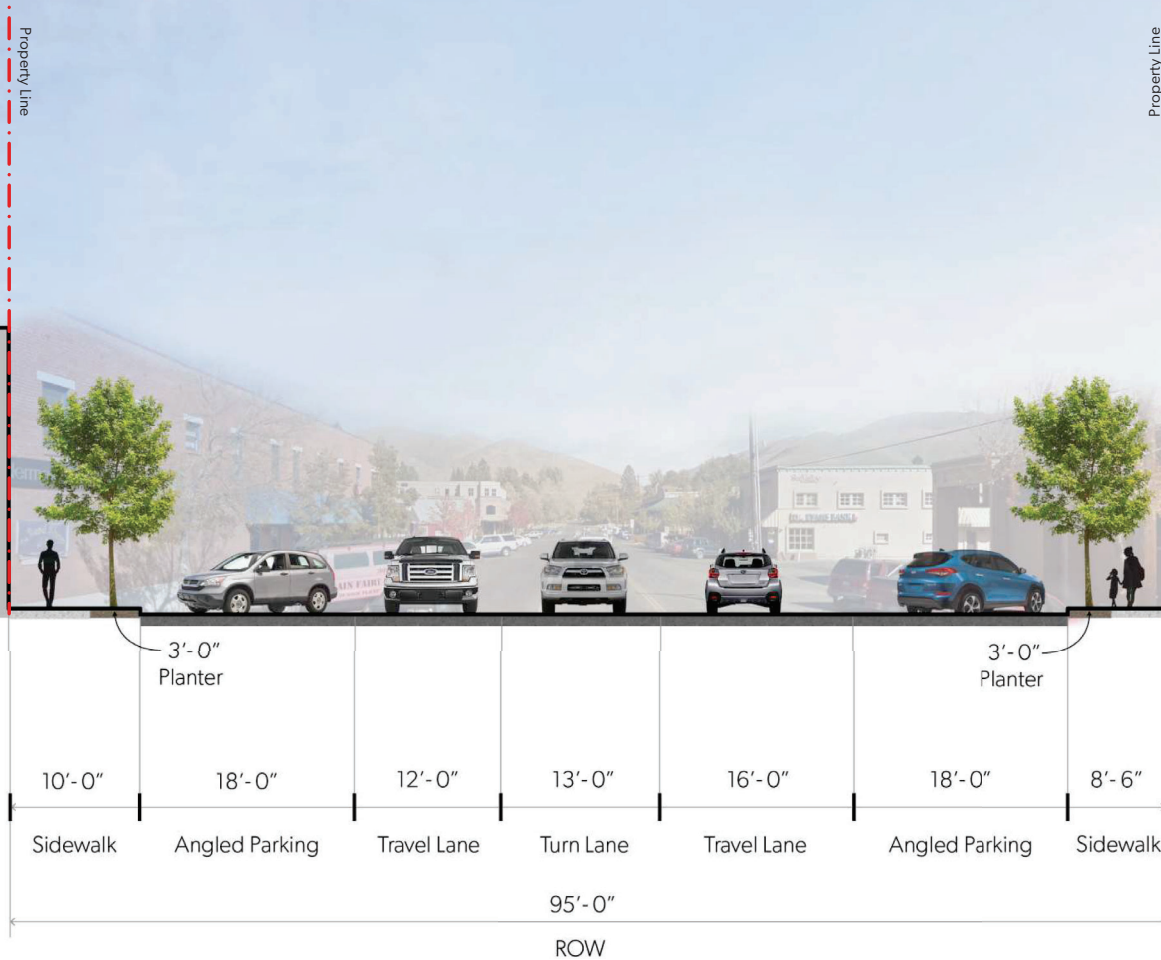 Property Line
Property Line
3'-0"
Planter
3'-0"
Planter
10'-0"
18'-0"
12'-0"
13'-0"
16'-0"
18'-0"
8'-6"
Sidewalk
Angled Parking
Travel Lane
Turn Lane
Travel Lane
Angled Parking
Sidewalk
95'-0"
ROW